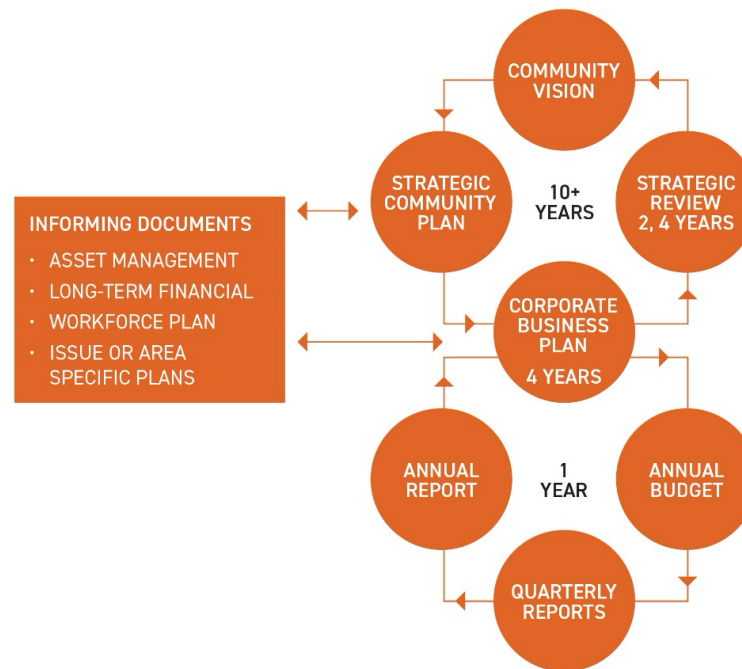 COMMUNITY
VISION
STRATEGIC
COMMUNITY
PLAN
10+
YEARS
STRATEGIC
REVIEW
2, 4 YEARS
INFORMING DOCUMENTS
• ASSET MANAGEMENT
• LONG-TERM FINANCIAL
• WORKFORCE PLAN
• ISSUE OR AREA
SPECIFIC PLANS
CORPORATE
BUSINESS
PLAN
4 YEARS
ANNUAL
REPORT
1
YEAR
ANNUAL
BUDGET
QUARTERLY
REPORTS